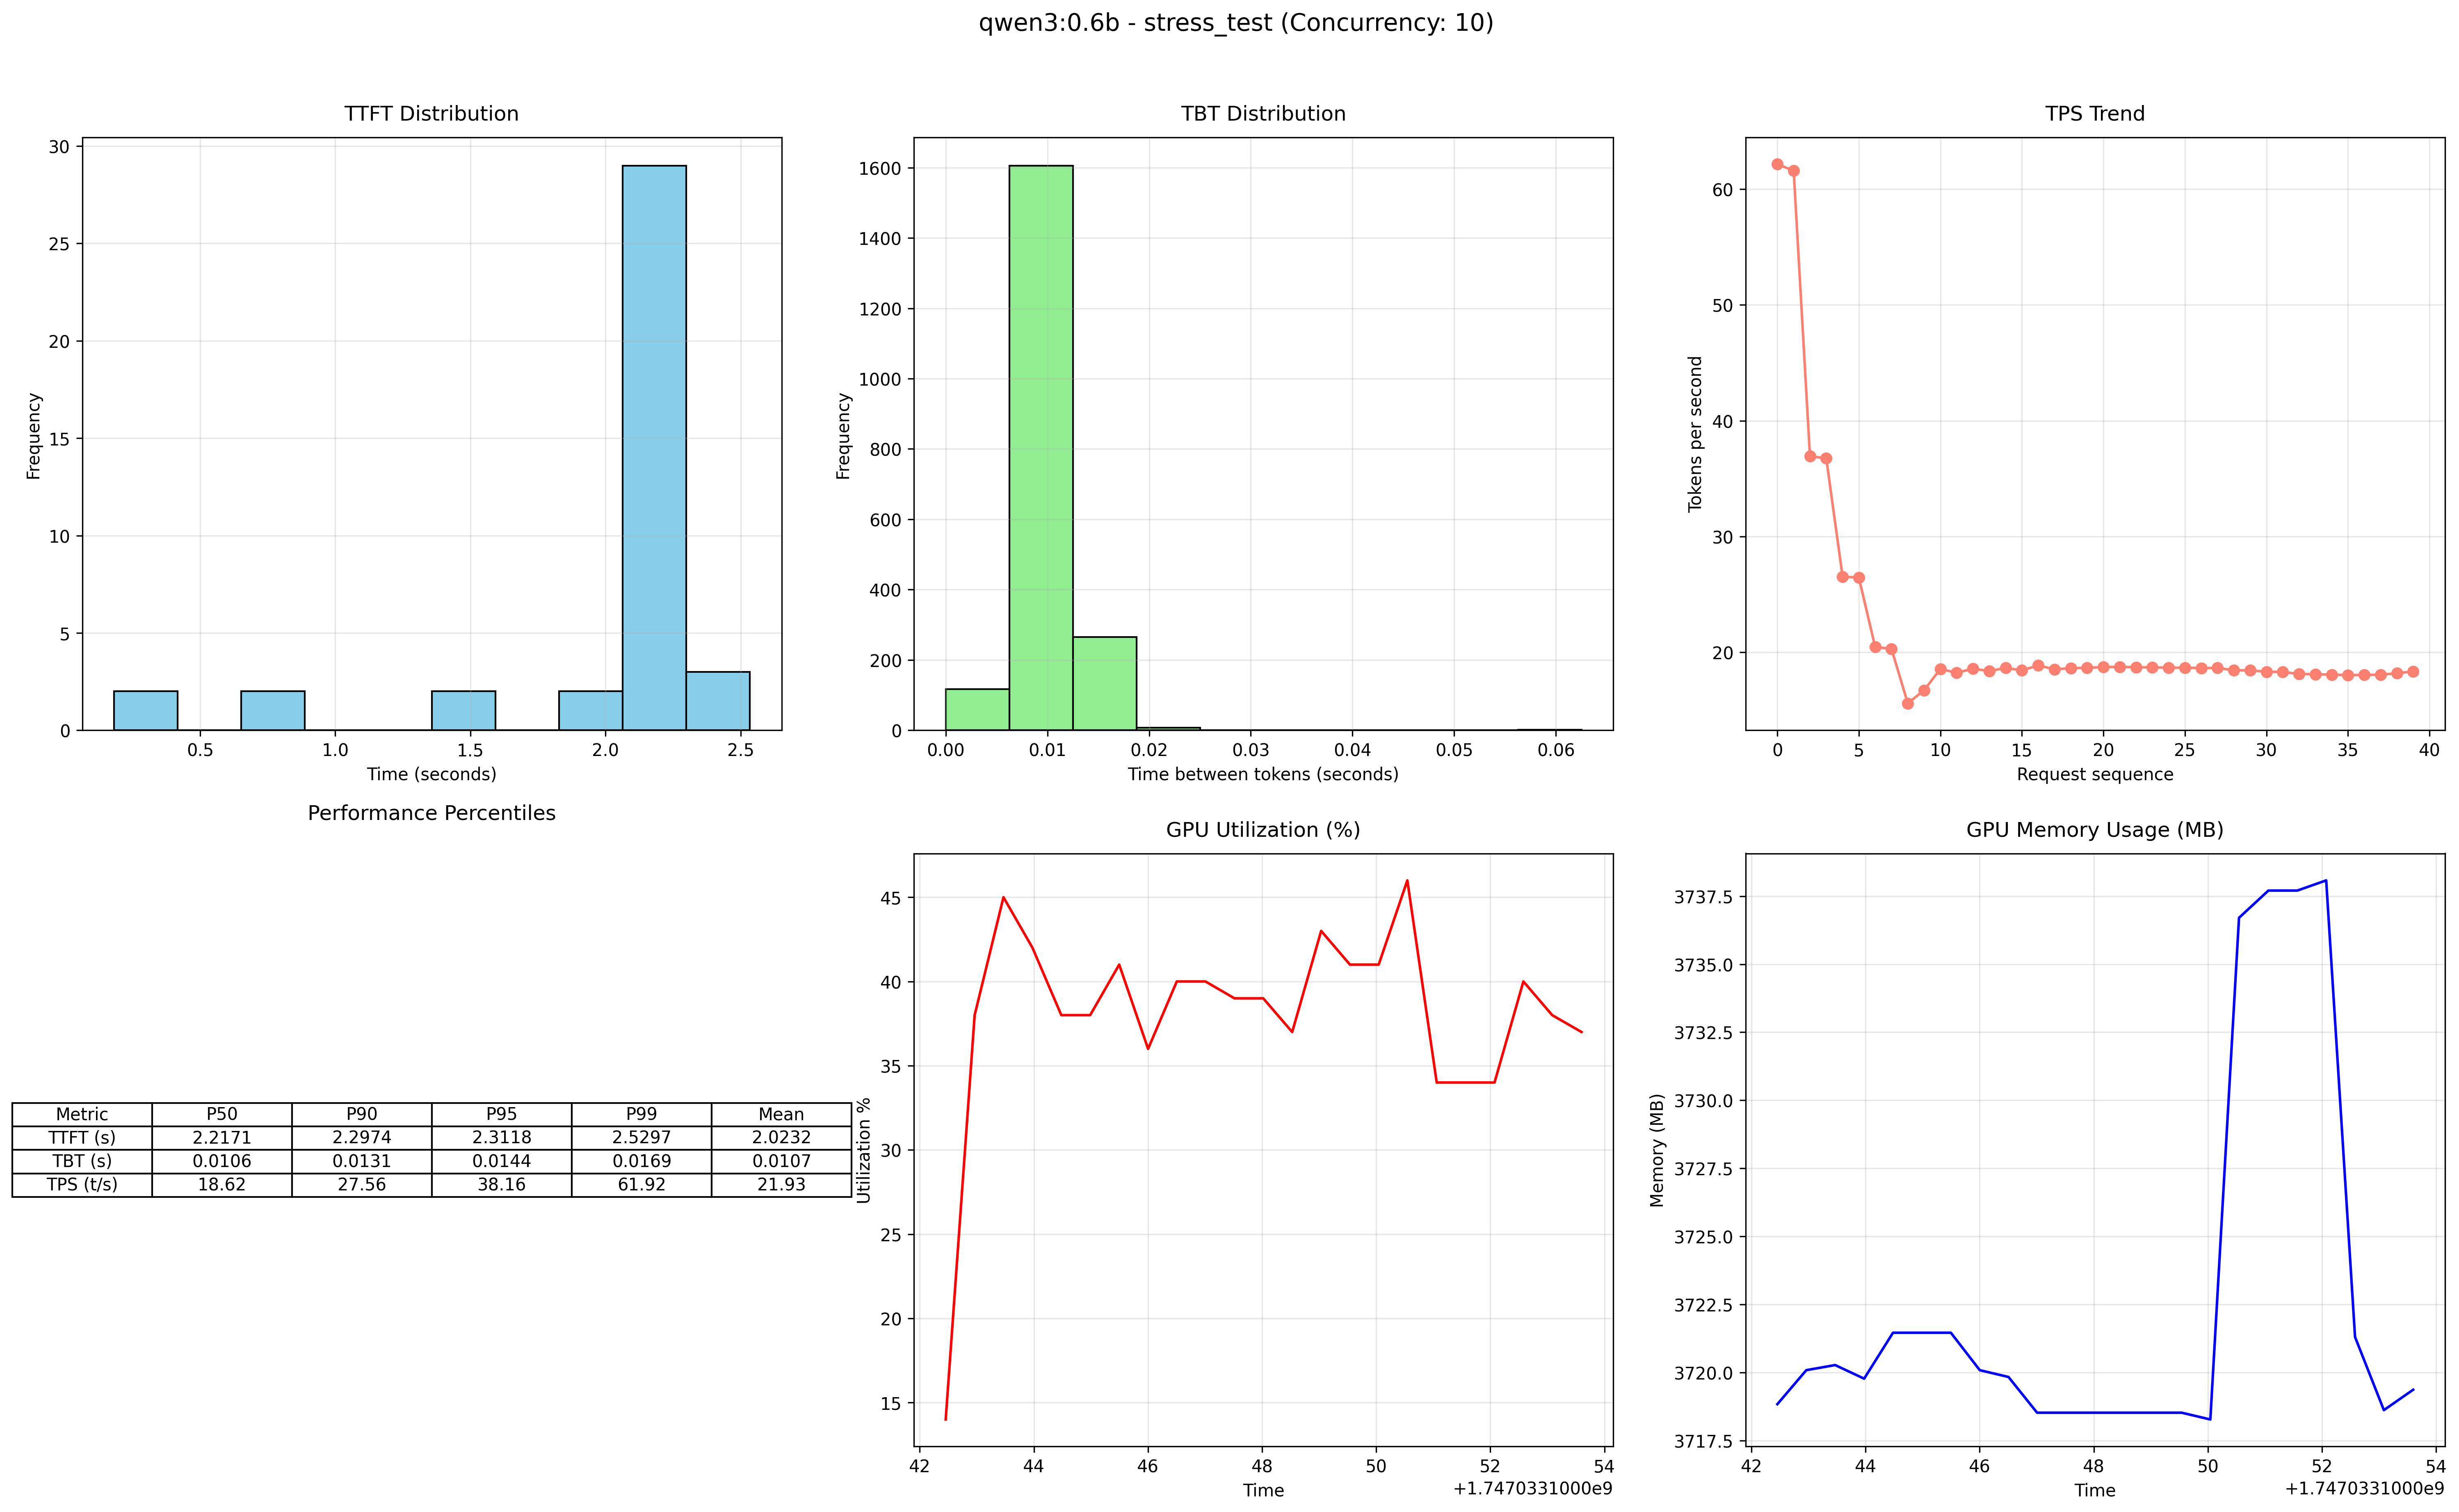 qwen3:0.6b - stress_test (Concurrency: 10)
TTFT Distribution
30
25
20
15
10
5
0
Frequency
0.5 1.0 1.5 2.0 2.5
Time (seconds)
TBT Distribution
1600
1400
1200
1000
800
600
400
200
0
Frequency
0.00 0.01 0.02 0.03 0.04 0.05 0.06
Time between tokens (seconds)
TPS Trend
60
50
40
30
20
Tokens per second
0 5 10 15 20 25 30 35 40
Request sequence
Performance Percentiles
Metric P50 P90 P95 P99 Mean
TTFT (s) 2.2171 2.2974 2.3118 2.5297 2.0232
TBT (s) 0.0106 0.0131 0.0144 0.0169 0.0107
TPS (t/s) 18.62 27.56 38.16 61.92 21.93
GPU Utilization (%)
45
40
35
30
25
20
15
Utilization %
42 44 46 48 50 52 54
Time
+1.7470331000e9
GPU Memory Usage (MB)
3737.5
3735.0
3732.5
3730.0
3727.5
3725.0
3722.5
3720.0
3717.5
Memory (MB)
42 44 46 48 50 52 54
Time
+1.7470331000e9